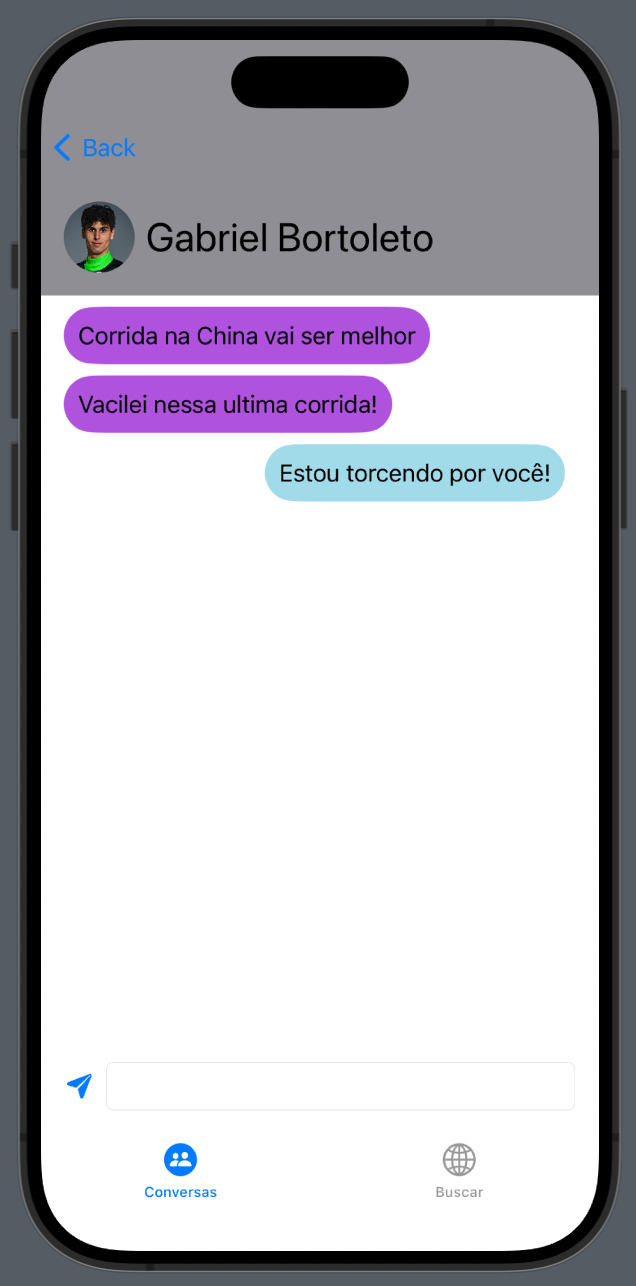 Back
Gabriel Bortoleto
Corrida na China vai ser melhor
Vacilei nessa ultima corrida!
Estou torcendo por você!
Conversas
Buscar